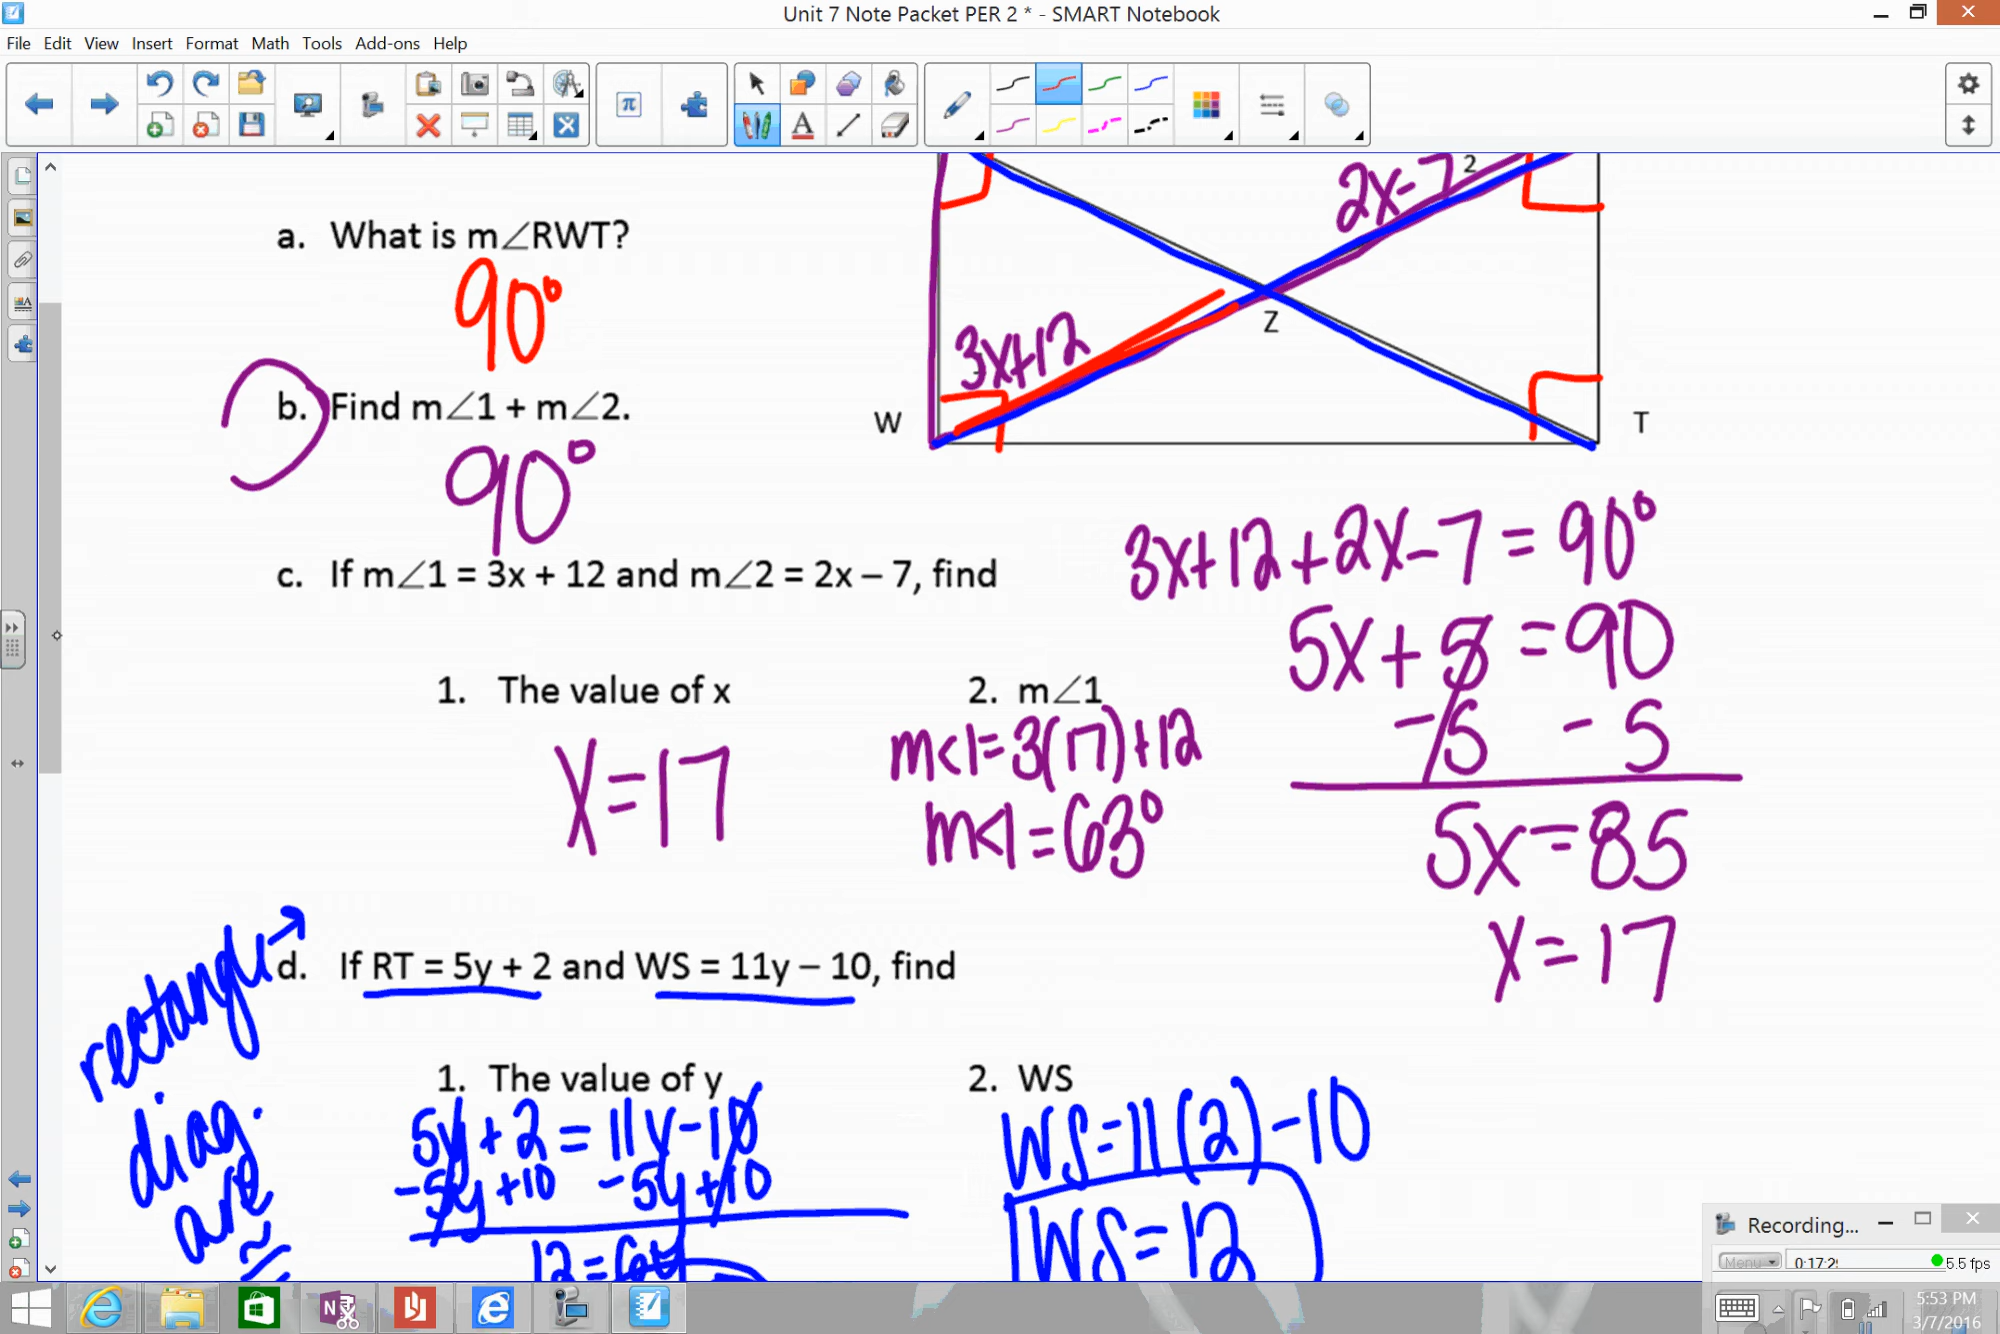 Unit 7 Note Packet PER 2 * - SMART Notebook
File Edit View Insert Format Math Tools Add-ons Help
2x-7
2
a. What is m∠RWT?
90°
3x+12
Z
W
T
b. Find m∠1 + m∠2.
90°
c. If m∠1 = 3x + 12 and m∠2 = 2x – 7, find
3x+12+2x-7=90°
5x+5=90
-5 -5
5x=85
x=17
1. The value of x
x=17
2. m∠1
m<1=3(17)+12
m<1=63°
rectangle→
diag.
are
≅
d. If RT = 5y + 2 and WS = 11y – 10, find
1. The value of y
5y+2=11y-10
-5y+10 -5y+10
12=6y
2. WS
WS=11(2)-10
WS=12
Recording...
Menu
5.5 fps
5:53 PM
3/7/2016